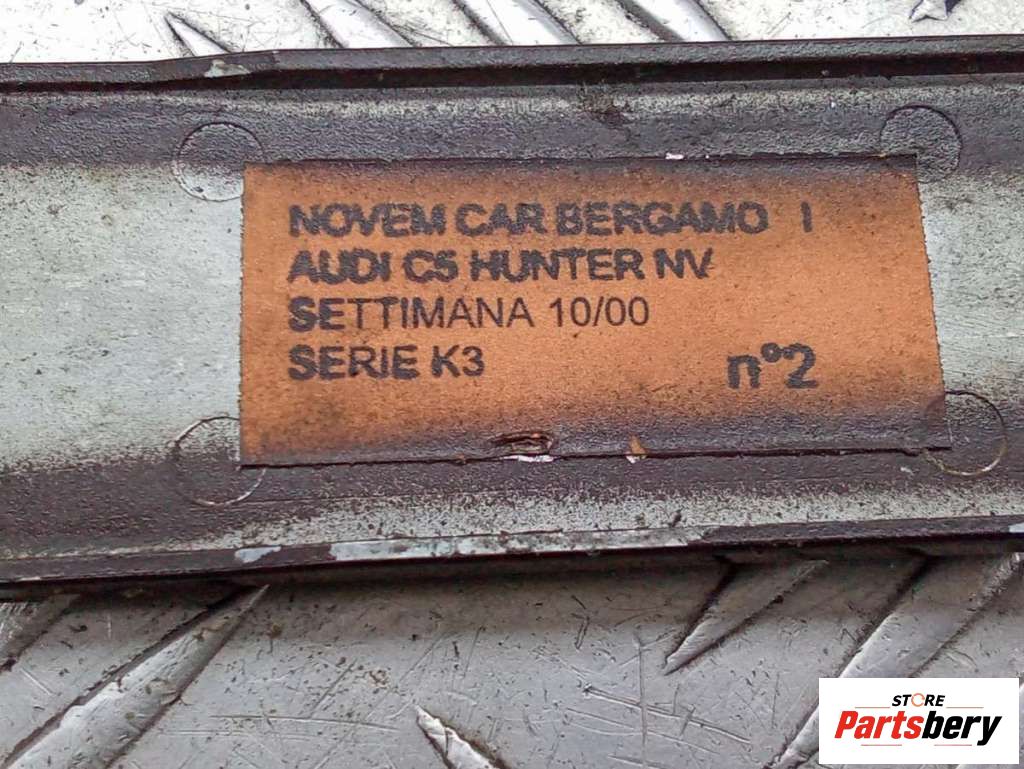 NOVEM CAR BERGAMO I
AUDI C5 HUNTER NV
SETTIMANA 10/00
SERIE K3 n°2
STORE
Partsbery